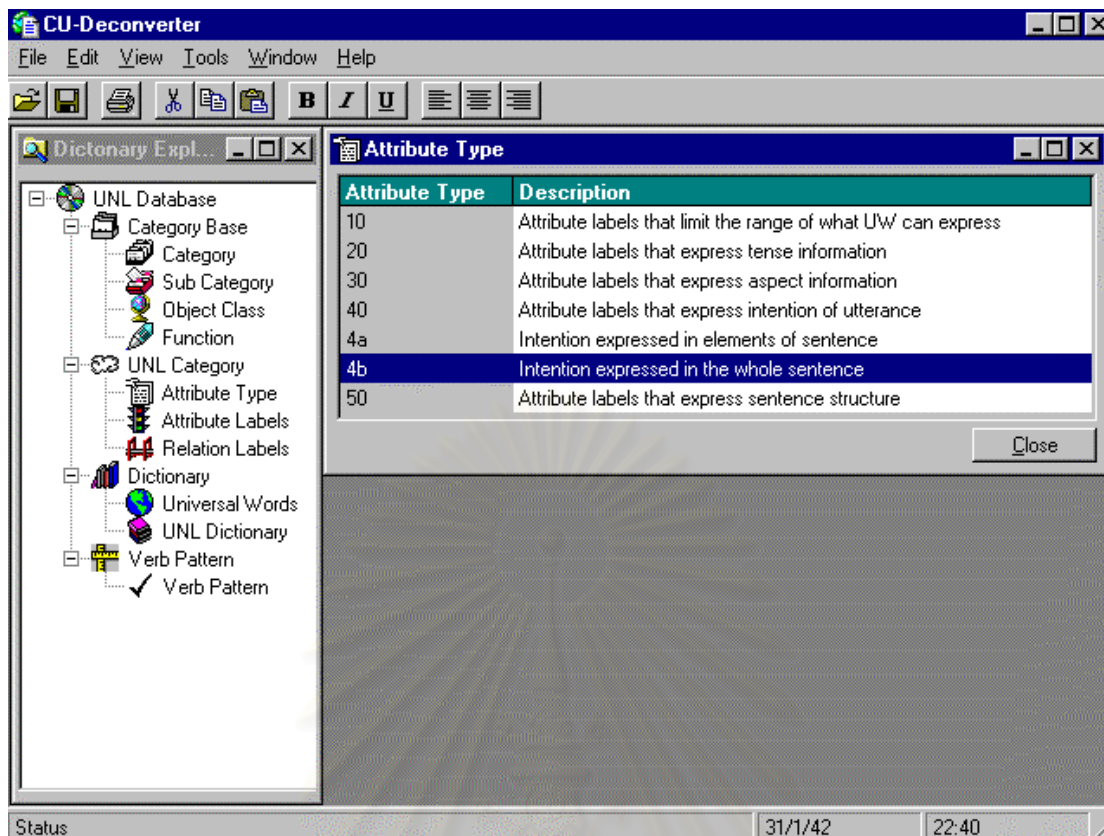 CU-Deconverter
File Edit View Tools Window Help
B I U
Dictonary Expl...
UNL Database
Category Base
Category
Sub Category
Object Class
Function
UNL Category
Attribute Type
Attribute Labels
Relation Labels
Dictionary
Universal Words
UNL Dictionary
Verb Pattern
Verb Pattern
Attribute Type
Attribute Type Description
10 Attribute labels that limit the range of what UW can express
20 Attribute labels that express tense information
30 Attribute labels that express aspect information
40 Attribute labels that express intention of utterance
4a Intention expressed in elements of sentence
4b Intention expressed in the whole sentence
50 Attribute labels that express sentence structure
Close
Status 31/1/42 22:40